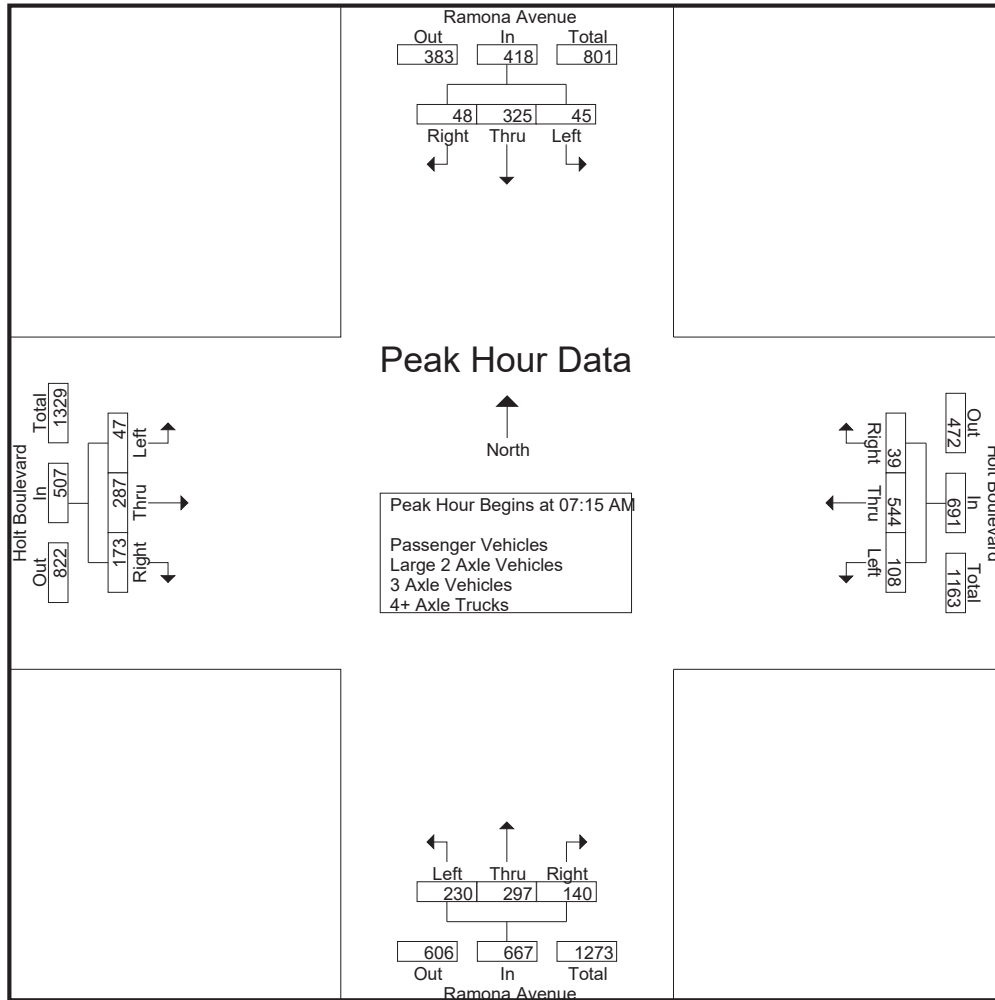 Ramona Avenue
Out In Total
383 418 801
48 325 45
Right Thru Left
Peak Hour Data
North
Peak Hour Begins at 07:15 AM
Passenger Vehicles
Large 2 Axle Vehicles
3 Axle Vehicles
4+ Axle Trucks
Holt Boulevard
Out In Total
822 507 1329
173 287 47
Right Thru Left
Holt Boulevard
Out In Total
472 691 1163
39 544 108
Right Thru Left
Left Thru Right
230 297 140
606 667 1273
Out In Total
Ramona Avenue